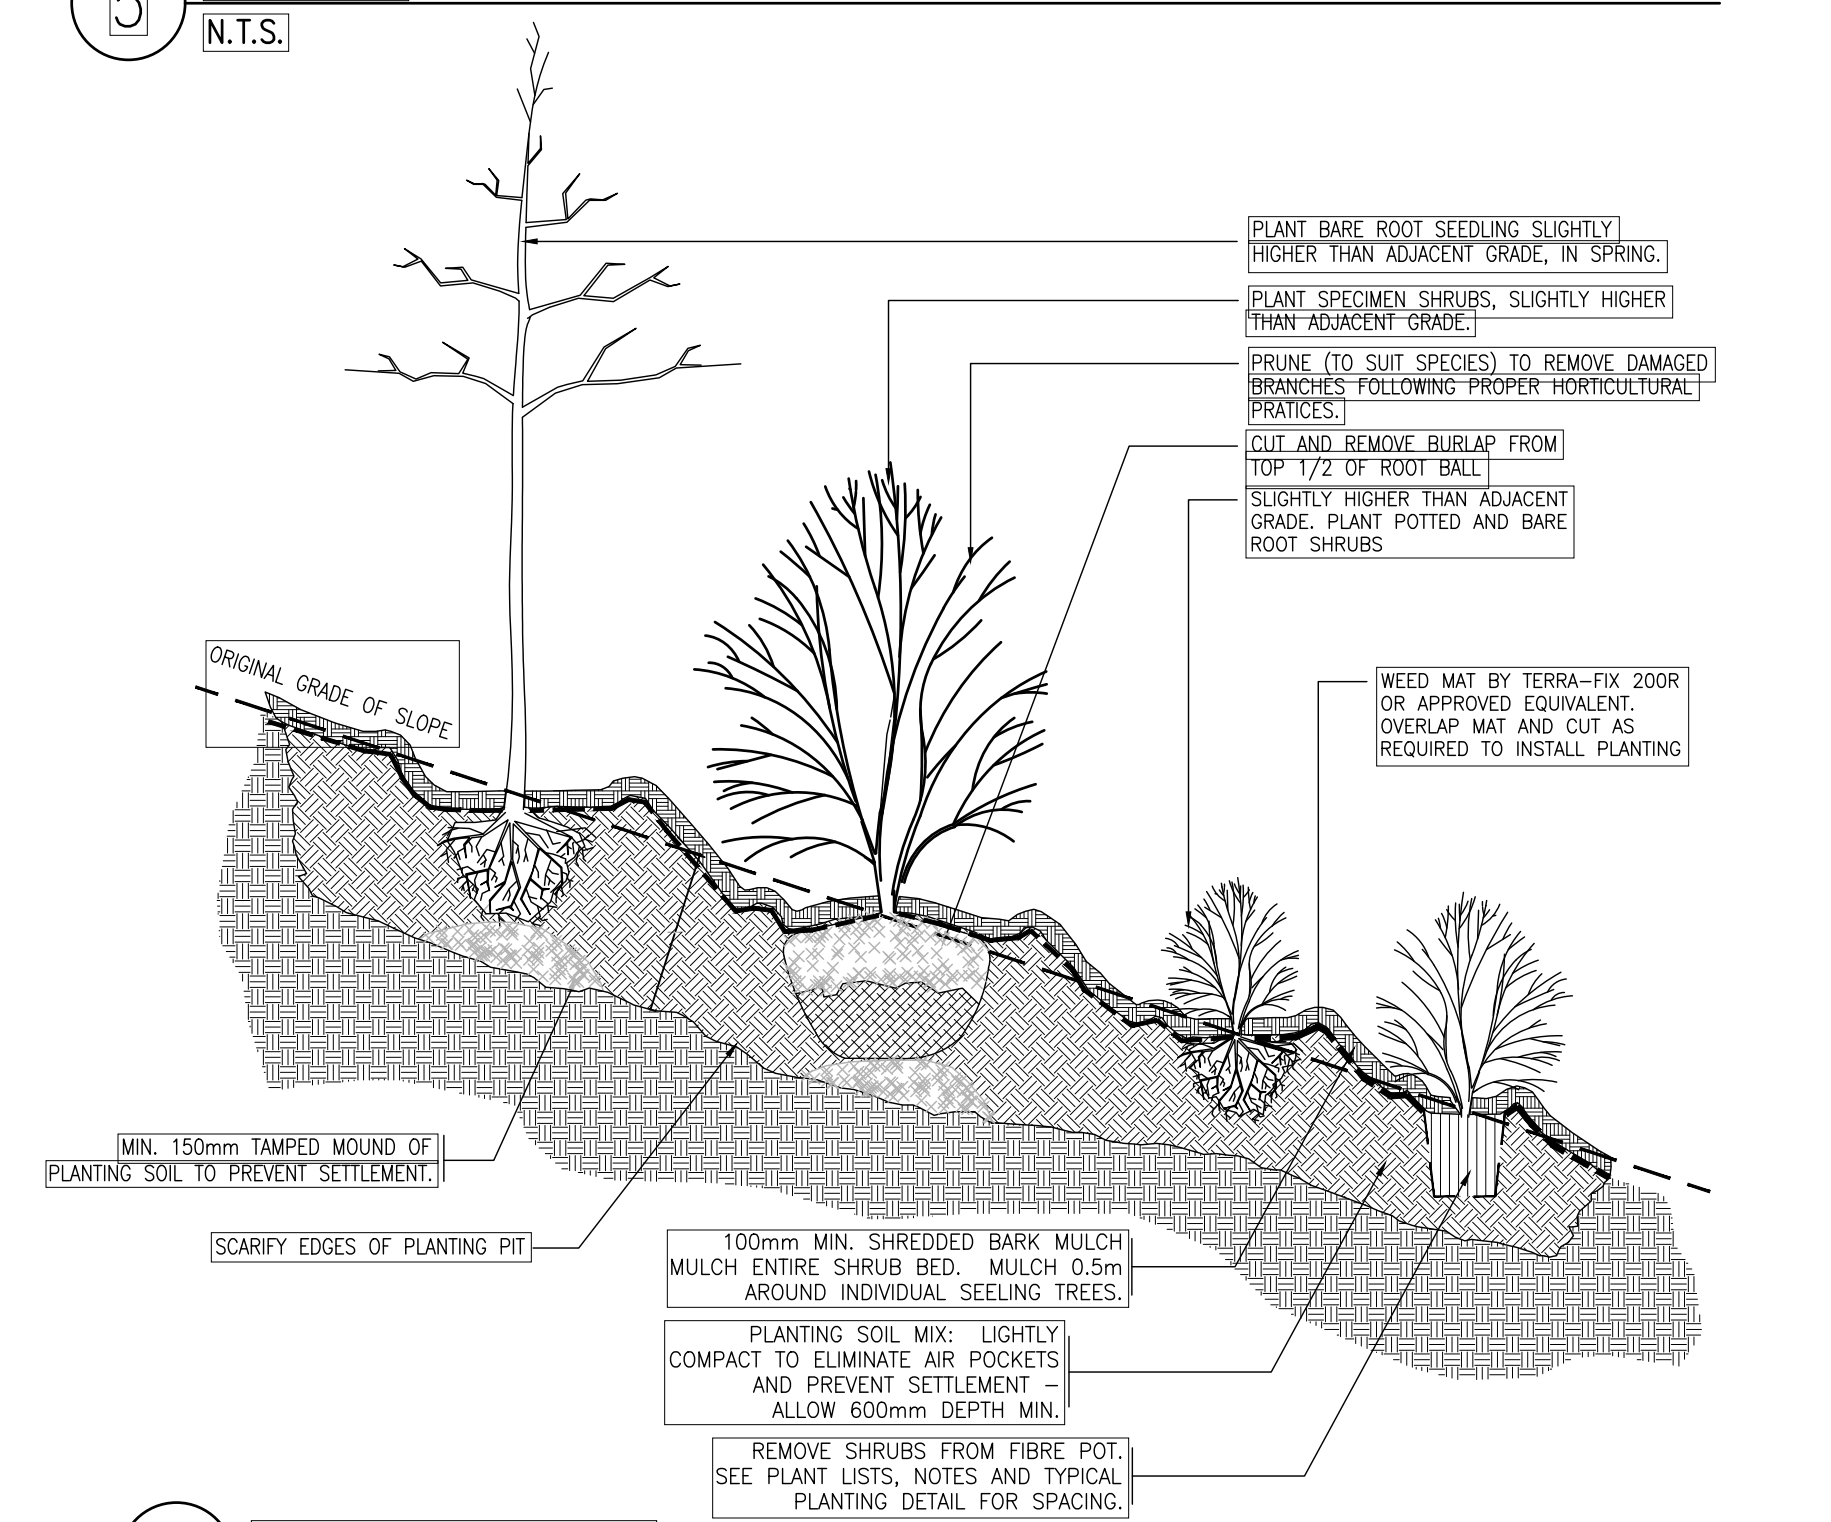 N.T.S.
PLANT BARE ROOT SEEDLING SLIGHTLY
HIGHER THAN ADJACENT GRADE, IN SPRING.
PLANT SPECIMEN SHRUBS, SLIGHTLY HIGHER
THAN ADJACENT GRADE.
PRUNE (TO SUIT SPECIES) TO REMOVE DAMAGED
BRANCHES FOLLOWING PROPER HORTICULTURAL
PRATICES.
CUT AND REMOVE BURLAP FROM
TOP 1/2 OF ROOT BALL
SLIGHTLY HIGHER THAN ADJACENT
GRADE. PLANT POTTED AND BARE
ROOT SHRUBS
ORIGINAL GRADE OF SLOPE
WEED MAT BY TERRA-FIX 200R
OR APPROVED EQUIVALENT.
OVERLAP MAT AND CUT AS
REQUIRED TO INSTALL PLANTING
MIN. 150mm TAMPED MOUND OF
PLANTING SOIL TO PREVENT SETTLEMENT.
SCARIFY EDGES OF PLANTING PIT
100mm MIN. SHREDDED BARK MULCH
MULCH ENTIRE SHRUB BED. MULCH 0.5m
AROUND INDIVIDUAL SEELING TREES.
PLANTING SOIL MIX: LIGHTLY
COMPACT TO ELIMINATE AIR POCKETS
AND PREVENT SETTLEMENT -
ALLOW 600mm DEPTH MIN.
REMOVE SHRUBS FROM FIBRE POT.
SEE PLANT LISTS, NOTES AND TYPICAL
PLANTING DETAIL FOR SPACING.